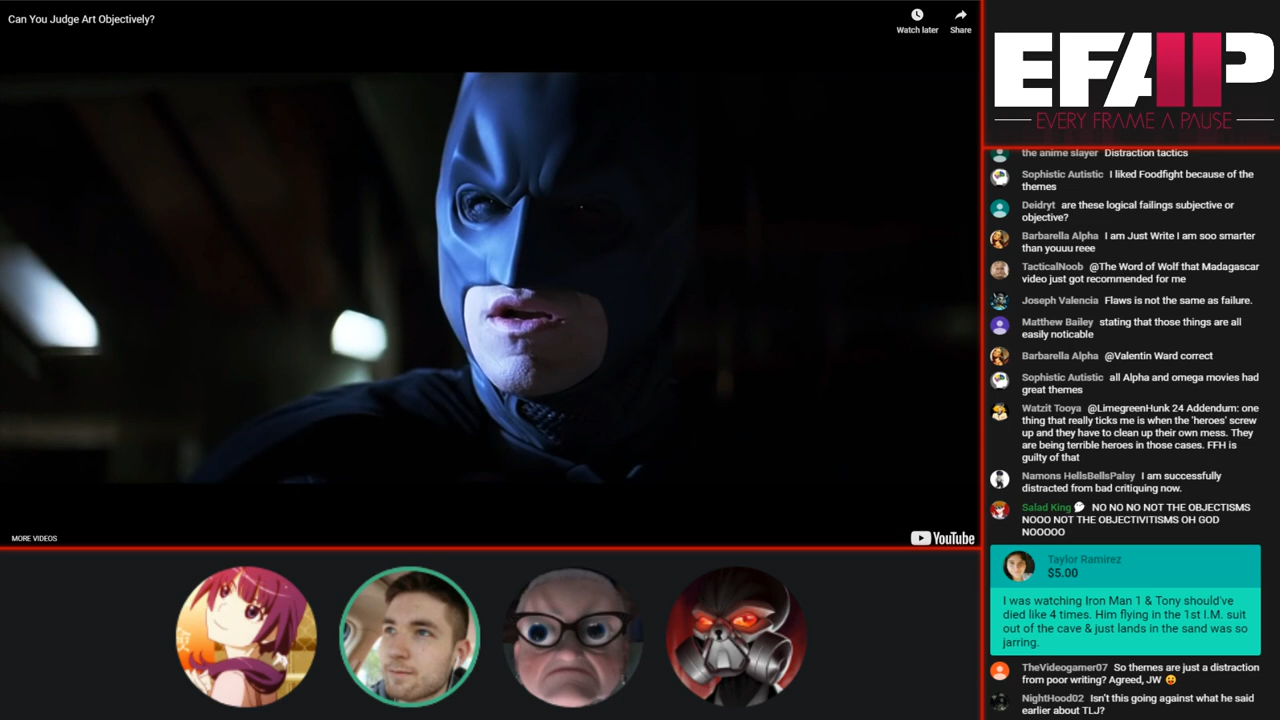 Can You Judge Art Objectively?
Watch later
Share
MORE VIDEOS
YouTube
EFAP
EVERY FRAME A PAUSE
the anime slayer Distraction tactics
Sophistic Autistic I liked Foodfight because of the
themes
Deidryt are these logical failings subjective or
objective?
Barbarella Alpha I am Just Write I am soo smarter
than youuu reee
TacticalNoob @The Word of Wolf that Madagascar
video just got recommended for me
Joseph Valencia Flaws is not the same as failure.
Matthew Bailey stating that those things are all
easily noticable
Barbarella Alpha @Valentin Ward correct
Sophistic Autistic all Alpha and omega movies had
great themes
Watzit Tooya @LimegreenHunk 24 Addendum: one
thing that really ticks me is when the 'heroes' screw
up and they have to clean up their own mess. They
are being terrible heroes in those cases. FFH is
guilty of that
Namons HellsBellsPalsy I am successfully
distracted from bad critiquing now.
Salad King NO NO NO NOT THE OBJECTISMS
NOOO NOT THE OBJECTIVITISMS OH GOD
NOOOOO
Taylor Ramirez
$5.00
I was watching Iron Man 1 & Tony should've
died like 4 times. Him flying in the 1st I.M. suit
out of the cave & just lands in the sand was so
jarring.
TheVideogamer07 So themes are just a distraction
from poor writing? Agreed, JW 😛
NightHood02 Isn't this going against what he said
earlier about TLJ?